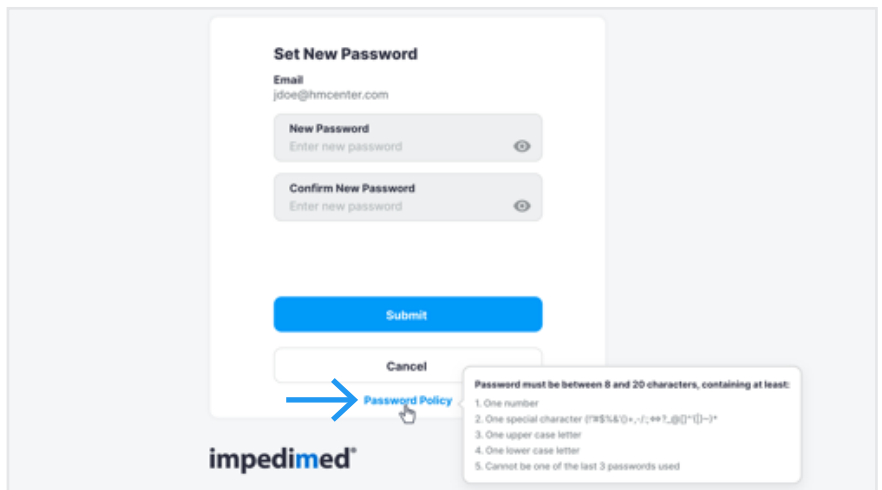 Set New Password
Email
jdoe@hmcenter.com
New Password
Enter new password
Confirm New Password
Enter new password
Submit
Cancel
Password Policy
Password must be between 8 and 20 characters, containing at least:
1. One number
2. One special character
3. One upper case letter
4. One lower case letter
5. Cannot be one of the last 3 passwords used
impedimed®